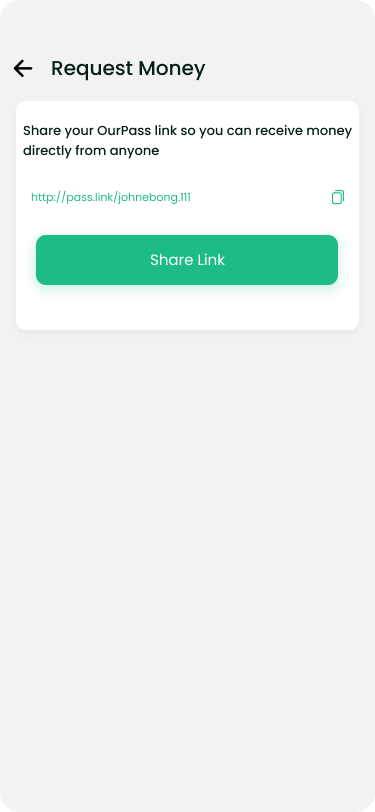 Request Money
Share your OurPass link so you can receive money
directly from anyone
http://pass.link/johnebong.111
Share Link